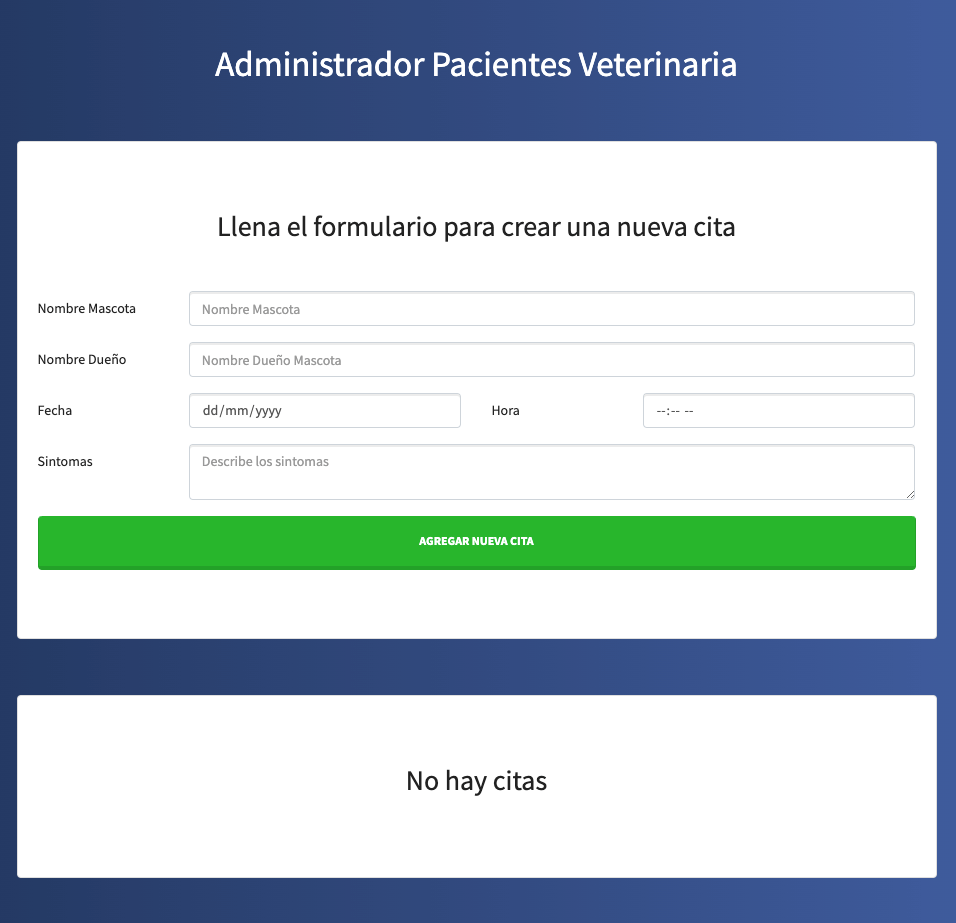 Administrador Pacientes Veterinaria
Llena el formulario para crear una nueva cita
Nombre Mascota
Nombre Mascota
Nombre Dueño
Nombre Dueño Mascota
Fecha
dd/mm/yyyy
Hora
--:-- --
Sintomas
Describe los sintomas
AGREGAR NUEVA CITA
No hay citas